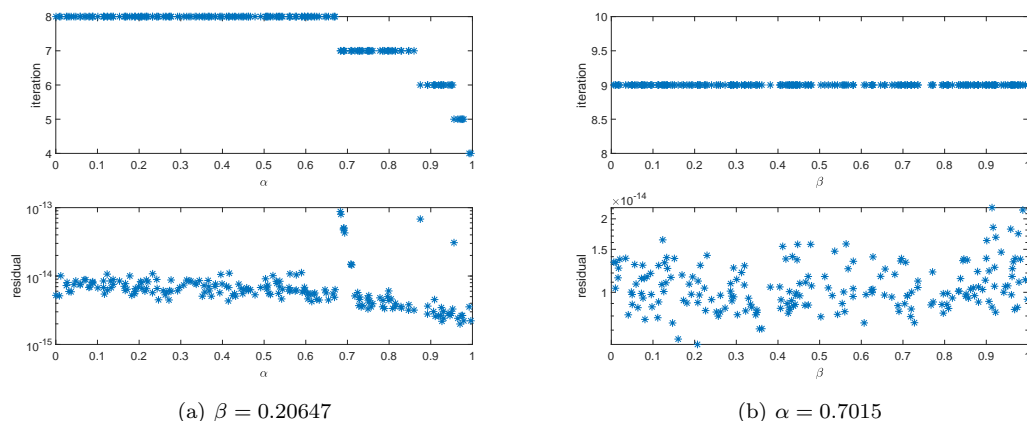 8
7
6
5
4
iteration
0 0.1 0.2 0.3 0.4 0.5 0.6 0.7 0.8 0.9 1
α
10
9.5
9
8.5
8
iteration
0 0.1 0.2 0.3 0.4 0.5 0.6 0.7 0.8 0.9 1
β
10^-13
10^-14
10^-15
residual
0 0.1 0.2 0.3 0.4 0.5 0.6 0.7 0.8 0.9 1
α
×10^-14
2
1.5
1
residual
0 0.1 0.2 0.3 0.4 0.5 0.6 0.7 0.8 0.9 1
β
(a) β = 0.20647
(b) α = 0.7015